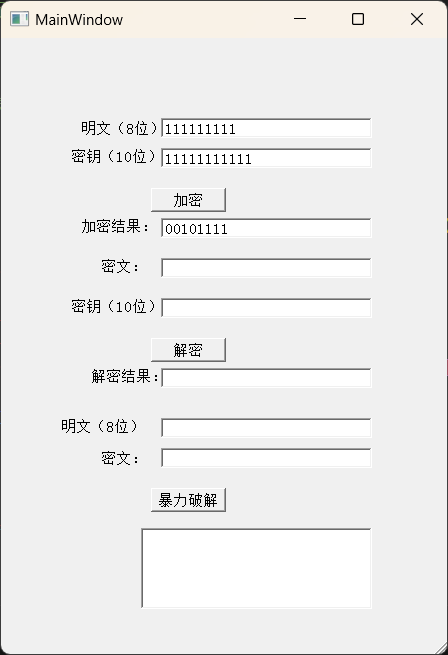 MainWindow
明文（8位） 111111111
密钥（10位） 11111111111
加密
加密结果： 00101111
密文：
密钥（10位）
解密
解密结果：
明文（8位）
密文：
暴力破解